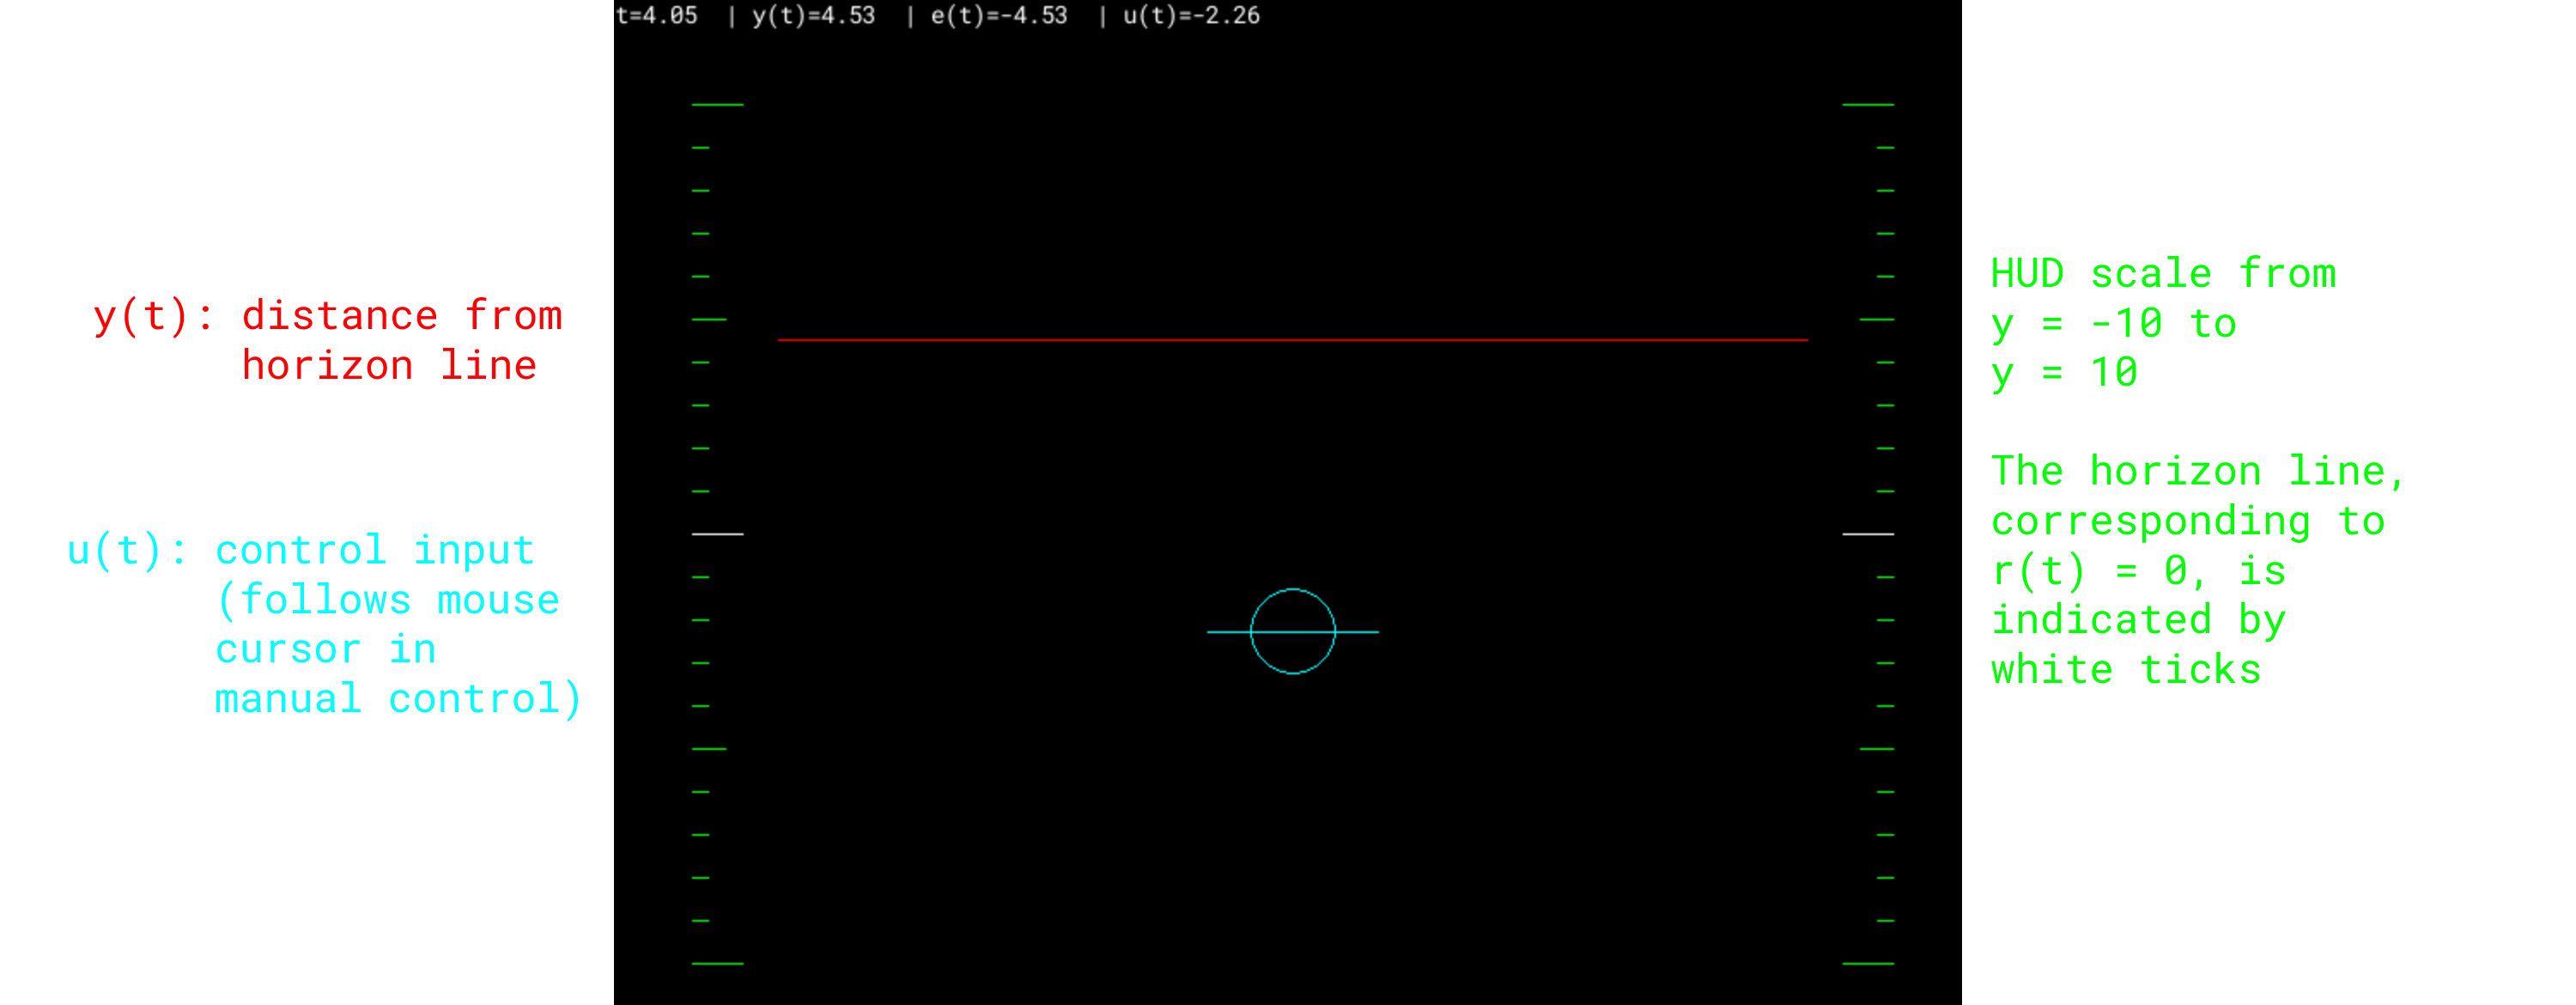 t=4.05  | y(t)=4.53  | e(t)=-4.53  | u(t)=-2.26
y(t): distance from
horizon line
u(t): control input
(follows mouse
cursor in
manual control)
HUD scale from
y = -10 to
y = 10
The horizon line,
corresponding to
r(t) = 0, is
indicated by
white ticks